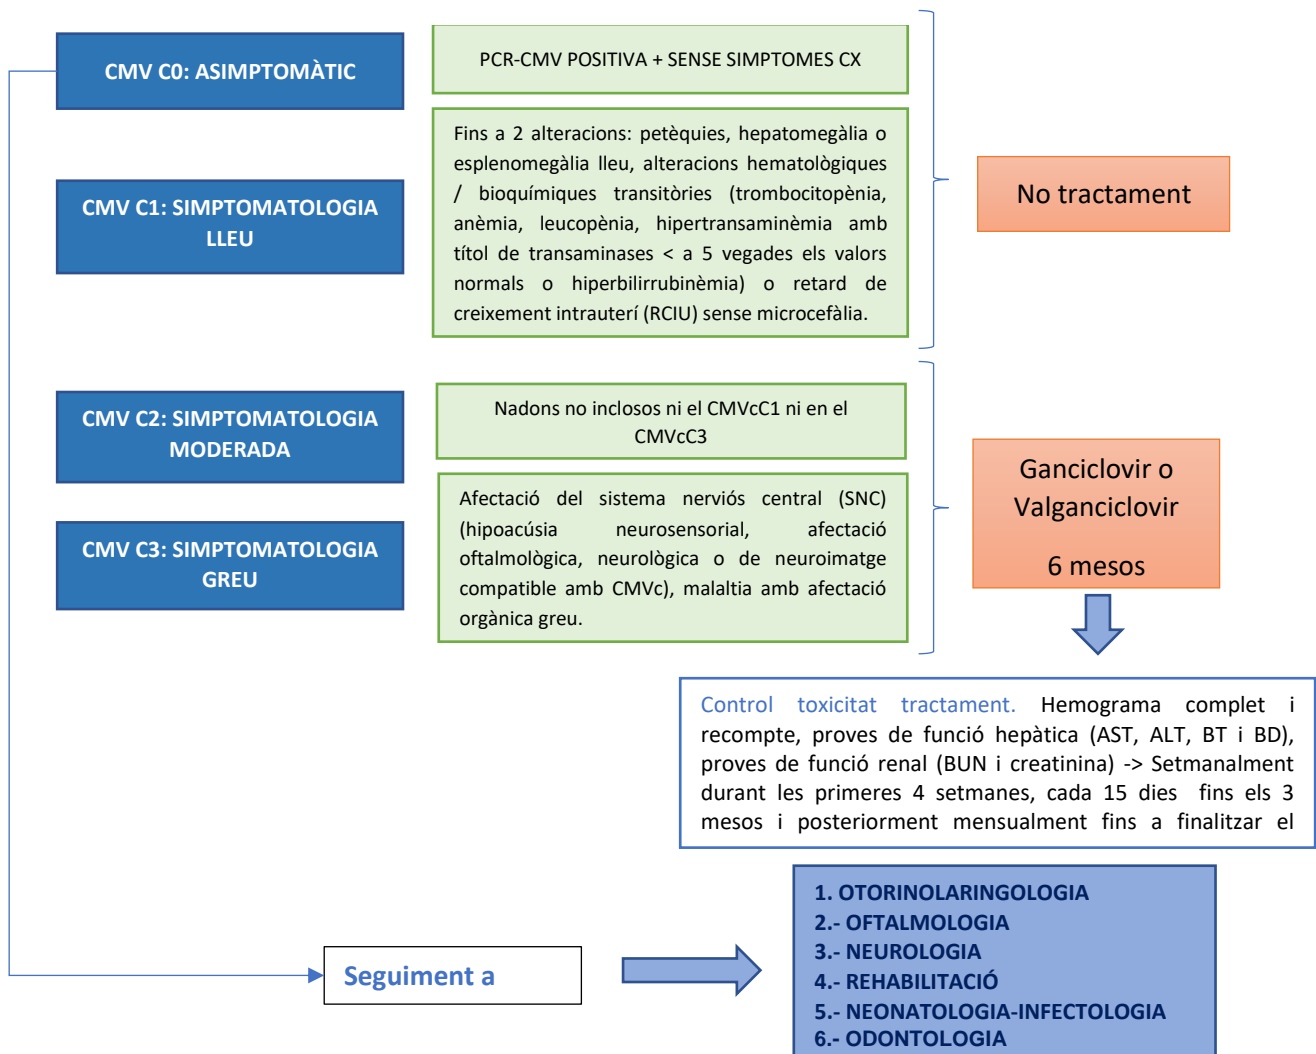 CMV C0: ASIMPTOMÀTIC
PCR-CMV POSITIVA + SENSE SIMPTOMES CX
CMV C1: SIMPTOMATOLOGIA
LLEU
Fins a 2 alteracions: petèquies, hepatomegàlia o
esplenomegàlia lleu, alteracions hematològiques
/ bioquímiques transitòries (trombocitopènia,
anèmia, leucopènia, hipertransaminèmia amb
títol de transaminases < a 5 vegades els valors
normals o hiperbilirrubinèmia) o retard de
creixement intrauterí (RCIU) sense microcefàlia.
No tractament
CMV C2: SIMPTOMATOLOGIA
MODERADA
Nadons no inclosos ni el CMVcC1 ni en el
CMVcC3
CMV C3: SIMPTOMATOLOGIA
GREU
Afectació del sistema nerviós central (SNC)
(hipoacúsia neurosensorial, afectació
oftalmològica, neurològica o de neuroimatge
compatible amb CMVc), malaltia amb afectació
orgànica greu.
Ganciclovir o
Valganciclovir
6 mesos
Control toxicitat tractament. Hemograma complet i
recompte, proves de funció hepàtica (AST, ALT, BT i BD),
proves de funció renal (BUN i creatinina) -> Setmanalment
durant les primeres 4 setmanes, cada 15 dies fins els 3
mesos i posteriorment mensualment fins a finalitzar el
Seguiment a
1. OTORINOLARINGOLOGIA
2.- OFTALMOLOGIA
3.- NEUROLOGIA
4.- REHABILITACIÓ
5.- NEONATOLOGIA-INFECTOLOGIA
6.- ODONTOLOGIA